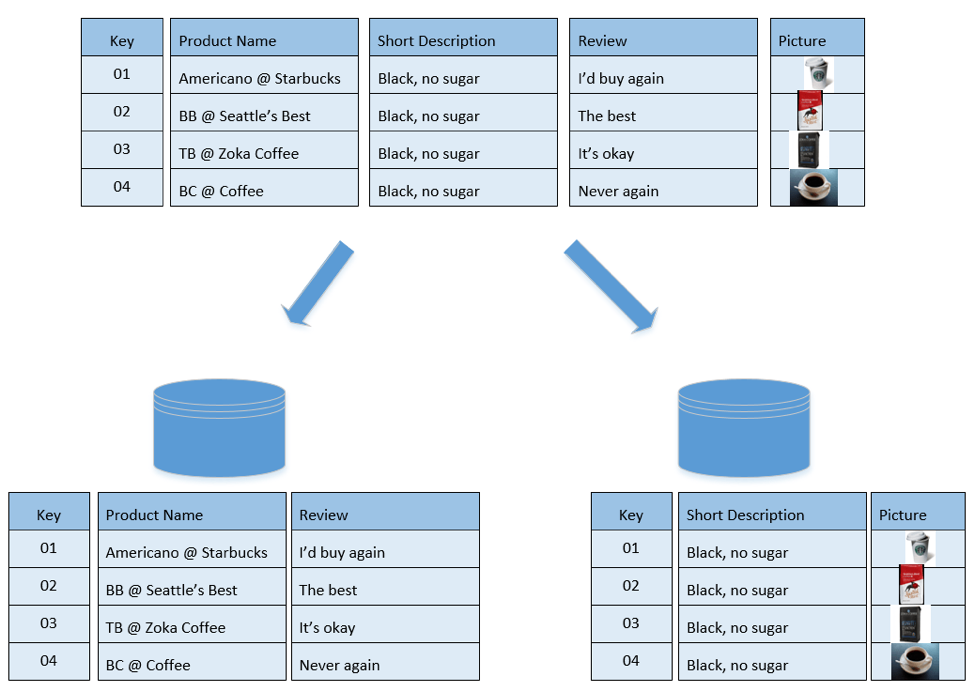 Key Product Name Short Description Review Picture
01 Americano @ Starbucks Black, no sugar I'd buy again
02 BB @ Seattle's Best Black, no sugar The best
03 TB @ Zoka Coffee Black, no sugar It's okay
04 BC @ Coffee Black, no sugar Never again
Key Product Name Review
01 Americano @ Starbucks I'd buy again
02 BB @ Seattle's Best The best
03 TB @ Zoka Coffee It's okay
04 BC @ Coffee Never again
Key Short Description Picture
01 Black, no sugar
02 Black, no sugar
03 Black, no sugar
04 Black, no sugar